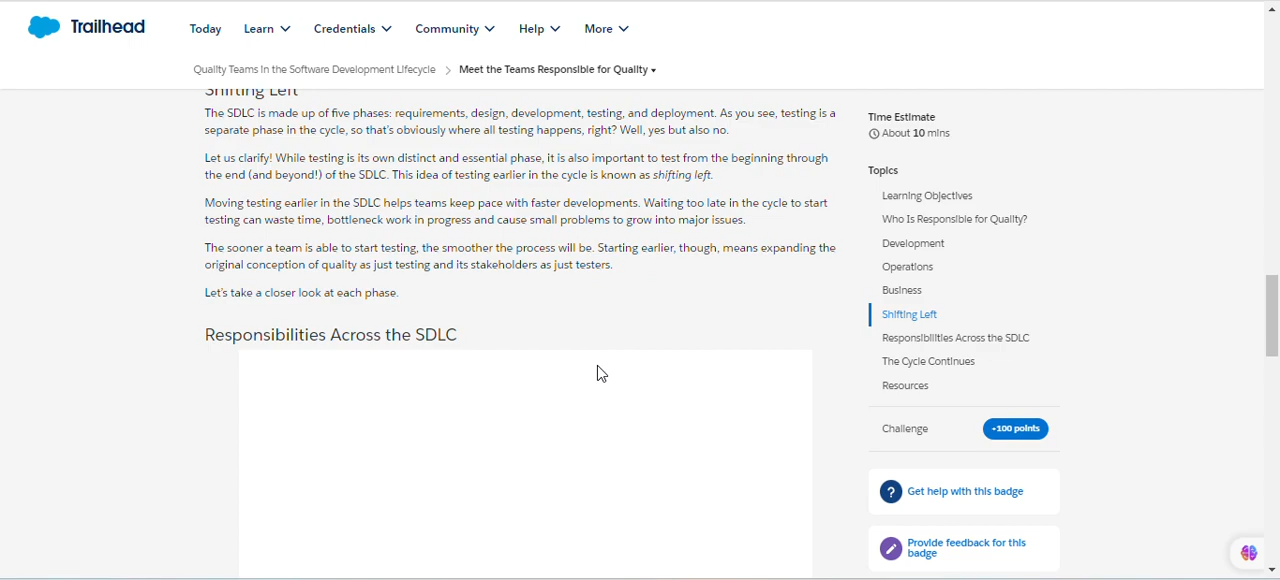 Trailhead
Today
Learn
Credentials
Community
Help
More
Quality Teams in the Software Development Lifecycle
Meet the Teams Responsible for Quality
Shifting Left
The SDLC is made up of five phases: requirements, design, development, testing, and deployment. As you see, testing is a
separate phase in the cycle, so that's obviously where all testing happens, right? Well, yes but also no.
Let us clarify! While testing is its own distinct and essential phase, it is also important to test from the beginning through
the end (and beyond!) of the SDLC. This idea of testing earlier in the cycle is known as shifting left.
Moving testing earlier in the SDLC helps teams keep pace with faster developments. Waiting too late in the cycle to start
testing can waste time, bottleneck work in progress and cause small problems to grow into major issues.
The sooner a team is able to start testing, the smoother the process will be. Starting earlier, though, means expanding the
original conception of quality as just testing and its stakeholders as just testers.
Let's take a closer look at each phase.
Responsibilities Across the SDLC
Time Estimate
About 10 mins
Topics
Learning Objectives
Who Is Responsible for Quality?
Development
Operations
Business
Shifting Left
Responsibilities Across the SDLC
The Cycle Continues
Resources
Challenge
+100 points
?
Get help with this badge
Provide feedback for this
badge